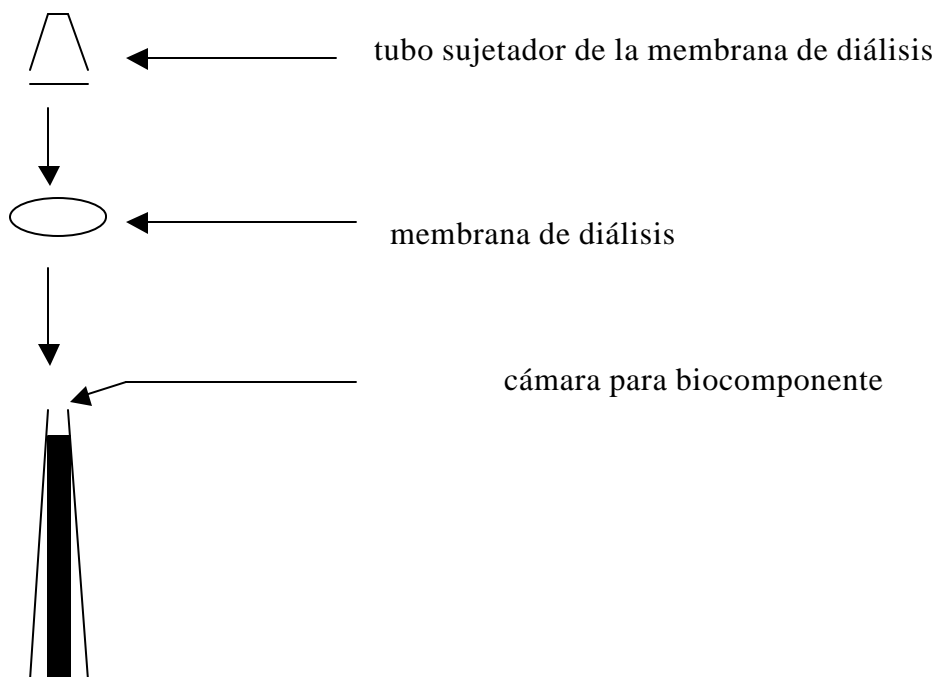 tubo sujetador de la membrana de diálisis
membrana de diálisis
cámara para biocomponente